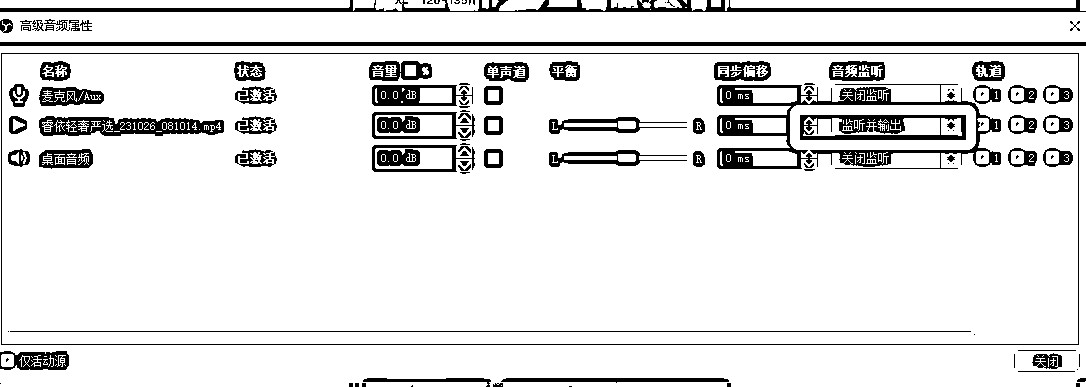 高级音频属性
名称 状态 音量 % 单声道 平衡 同步偏移 音频监听 轨道
麦克风/Aux 已激活 0.0 dB 0 ms 关闭监听 1 2 3
睿依轻奢严选_231026_081014.mp4 已激活 0.0 dB L R 0 ms 监听并输出 1 2 3
桌面音频 已激活 0.0 dB L R 0 ms 关闭监听 1 2 3
仅活动源 关闭